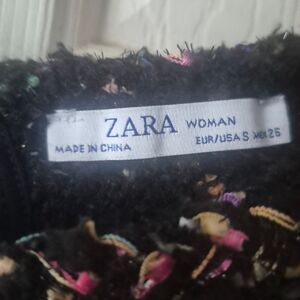 ZARA WOMAN
MADE IN CHINA EUR/USA S MEX 26